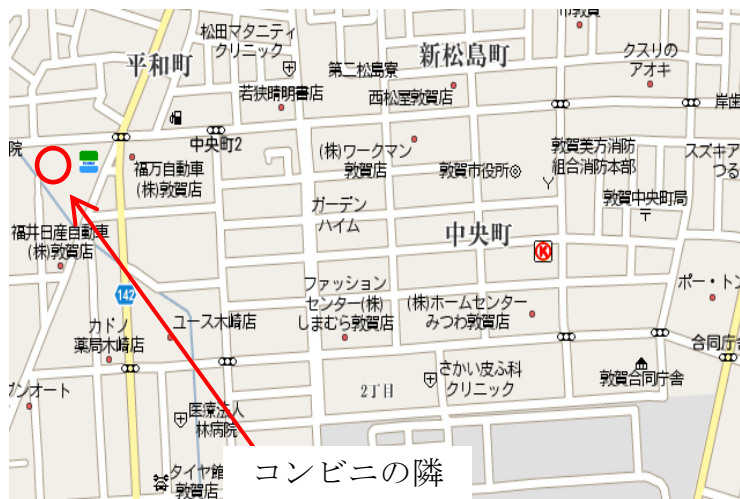 市敦賀
松田マタニティ
クリニック
平和町
新松島町
クスリの
アオキ
第二松島寮
若狭晴明書店
西松屋敦賀店
岸
院
中央町2
福万自動車
(株)敦賀店
(株)ワークマン
敦賀店
敦賀市役所
敦賀美方消防
組合消防本部
スズキア
つる
ガーデン
ハイム
敦賀中央町局
中央町
福井日産自動車
(株)敦賀店
K
142
ファッション
センター(株)
しまむら敦賀店
(株)ホームセンター
みつわ敦賀店
ポー・トン
カドノ
薬局木崎店
ユース木崎店
合同庁舎
さかい皮ふ科
クリニック
敦賀合同庁舎
2丁目
ブンオート
医療法人
林病院
タイヤ館
敦賀店
コンビニの隣